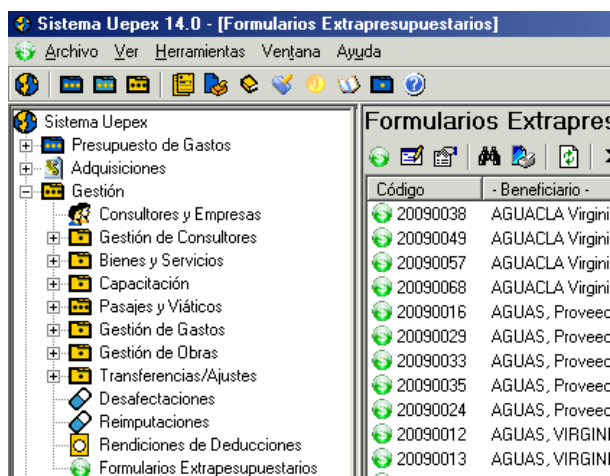 Sistema Uepex 14.0 - [Formularios Extrapresupuestarios]
Archivo Ver Herramientas Ventana Ayuda
Sistema Uepex
Presupuesto de Gastos
Adquisiciones
Gestión
Consultores y Empresas
Gestión de Consultores
Bienes y Servicios
Capacitación
Pasajes y Viáticos
Gestión de Gastos
Gestión de Obras
Transferencias/Ajustes
Desafectaciones
Reimputaciones
Rendiciones de Deducciones
Formularios Extrapesupuestarios
Formularios Extrapres
Código - Beneficiario -
20090038 AGUACLA Virgini
20090049 AGUACLA Virgini
20090057 AGUACLA Virgini
20090068 AGUACLA Virgini
20090016 AGUAS, Proveed
20090029 AGUAS, Proveed
20090033 AGUAS, Proveed
20090035 AGUAS, Proveed
20090024 AGUAS, Proveed
20090012 AGUAS, VIRGINI
20090013 AGUAS, VIRGINI